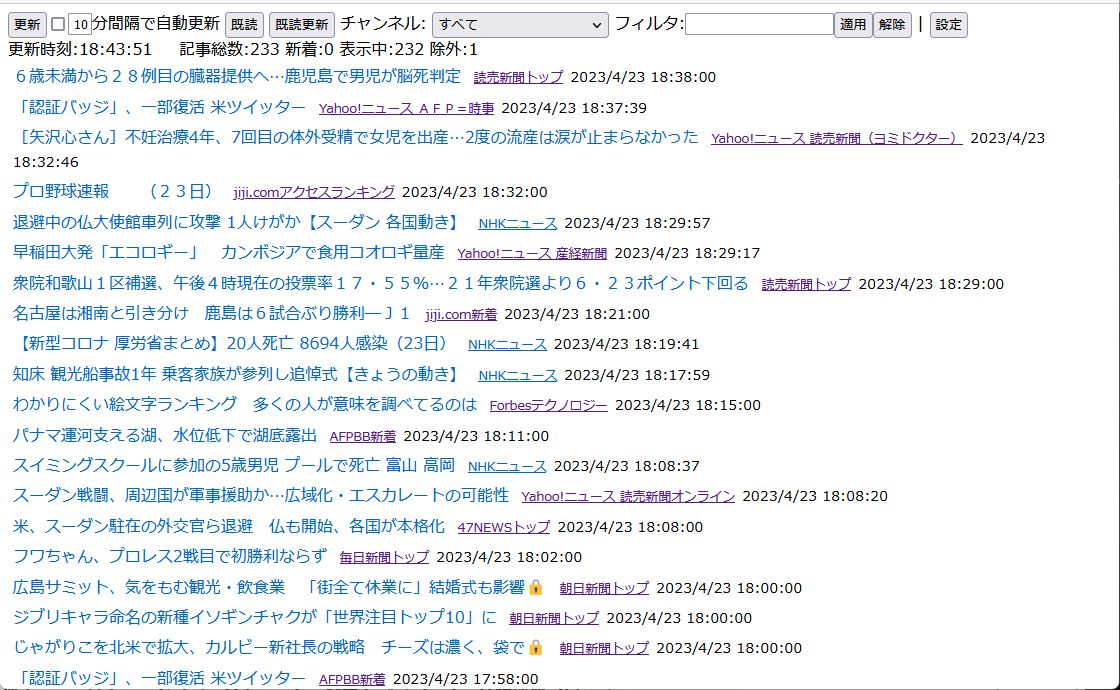 更新 10 分間隔で自動更新 既読 既読更新 チャンネル: すべて フィルタ: 適用 解除 | 設定
更新時刻:18:43:51 記事総数:233 新着:0 表示中:232 除外:1
６歳未満から２８例目の臓器提供へ…鹿児島で男児が脳死判定 読売新聞トップ 2023/4/23 18:38:00
「認証バッジ」、一部復活 米ツイッター Yahoo!ニュース ＡＦＰ＝時事 2023/4/23 18:37:39
［矢沢心さん］不妊治療4年、7回目の体外受精で女児を出産…2度の流産は涙が止まらなかった Yahoo!ニュース 読売新聞（ヨミドクター） 2023/4/23
18:32:46
プロ野球速報　　（２３日） jiji.comアクセスランキング 2023/4/23 18:32:00
退避中の仏大使館車列に攻撃 1人けがか【スーダン 各国動き】 NHKニュース 2023/4/23 18:29:57
早稲田大発「エコロギー」　カンボジアで食用コオロギ量産 Yahoo!ニュース 産経新聞 2023/4/23 18:29:17
衆院和歌山１区補選、午後４時現在の投票率１７・５５％…２１年衆院選より６・２３ポイント下回る 読売新聞トップ 2023/4/23 18:29:00
名古屋は湘南と引き分け　鹿島は６試合ぶり勝利―Ｊ１ jiji.com新着 2023/4/23 18:21:00
【新型コロナ 厚労省まとめ】20人死亡 8694人感染（23日） NHKニュース 2023/4/23 18:19:41
知床 観光船事故1年 乗客家族が参列し追悼式【きょうの動き】 NHKニュース 2023/4/23 18:17:59
わかりにくい絵文字ランキング　多くの人が意味を調べてるのは Forbesテクノロジー 2023/4/23 18:15:00
パナマ運河支える湖、水位低下で湖底露出 AFPBB新着 2023/4/23 18:11:00
スイミングスクールに参加の5歳男児 プールで死亡 富山 高岡 NHKニュース 2023/4/23 18:08:37
スーダン戦闘、周辺国が軍事援助か…広域化・エスカレートの可能性 Yahoo!ニュース 読売新聞オンライン 2023/4/23 18:08:20
米、スーダン駐在の外交官ら退避　仏も開始、各国が本格化 47NEWSトップ 2023/4/23 18:08:00
フワちゃん、プロレス2戦目で初勝利ならず 毎日新聞トップ 2023/4/23 18:02:00
広島サミット、気をもむ観光・飲食業　「街全て休業に」結婚式も影響🔒 朝日新聞トップ 2023/4/23 18:00:00
ジブリキャラ命名の新種イソギンチャクが「世界注目トップ10」に 朝日新聞トップ 2023/4/23 18:00:00
じゃがりこを北米で拡大、カルビー新社長の戦略　チーズは濃く、袋で🔒 朝日新聞トップ 2023/4/23 18:00:00
「認証バッジ」、一部復活 米ツイッター AFPBB新着 2023/4/23 17:58:00